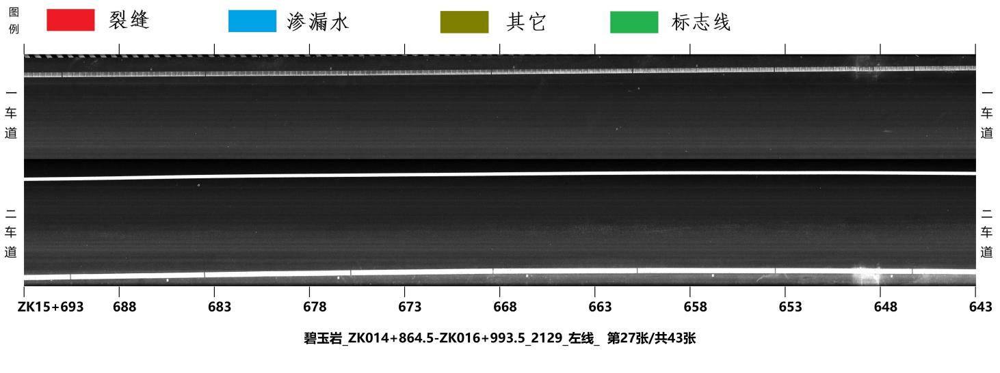 图例
裂缝 渗漏水 其它 标志线
一车道 一车道
二车道 二车道
ZK15+693 688 683 678 673 668 663 658 653 648 643
碧玉岩_ZK014+864.5-ZK016+993.5_2129_左线_ 第27张/共43张